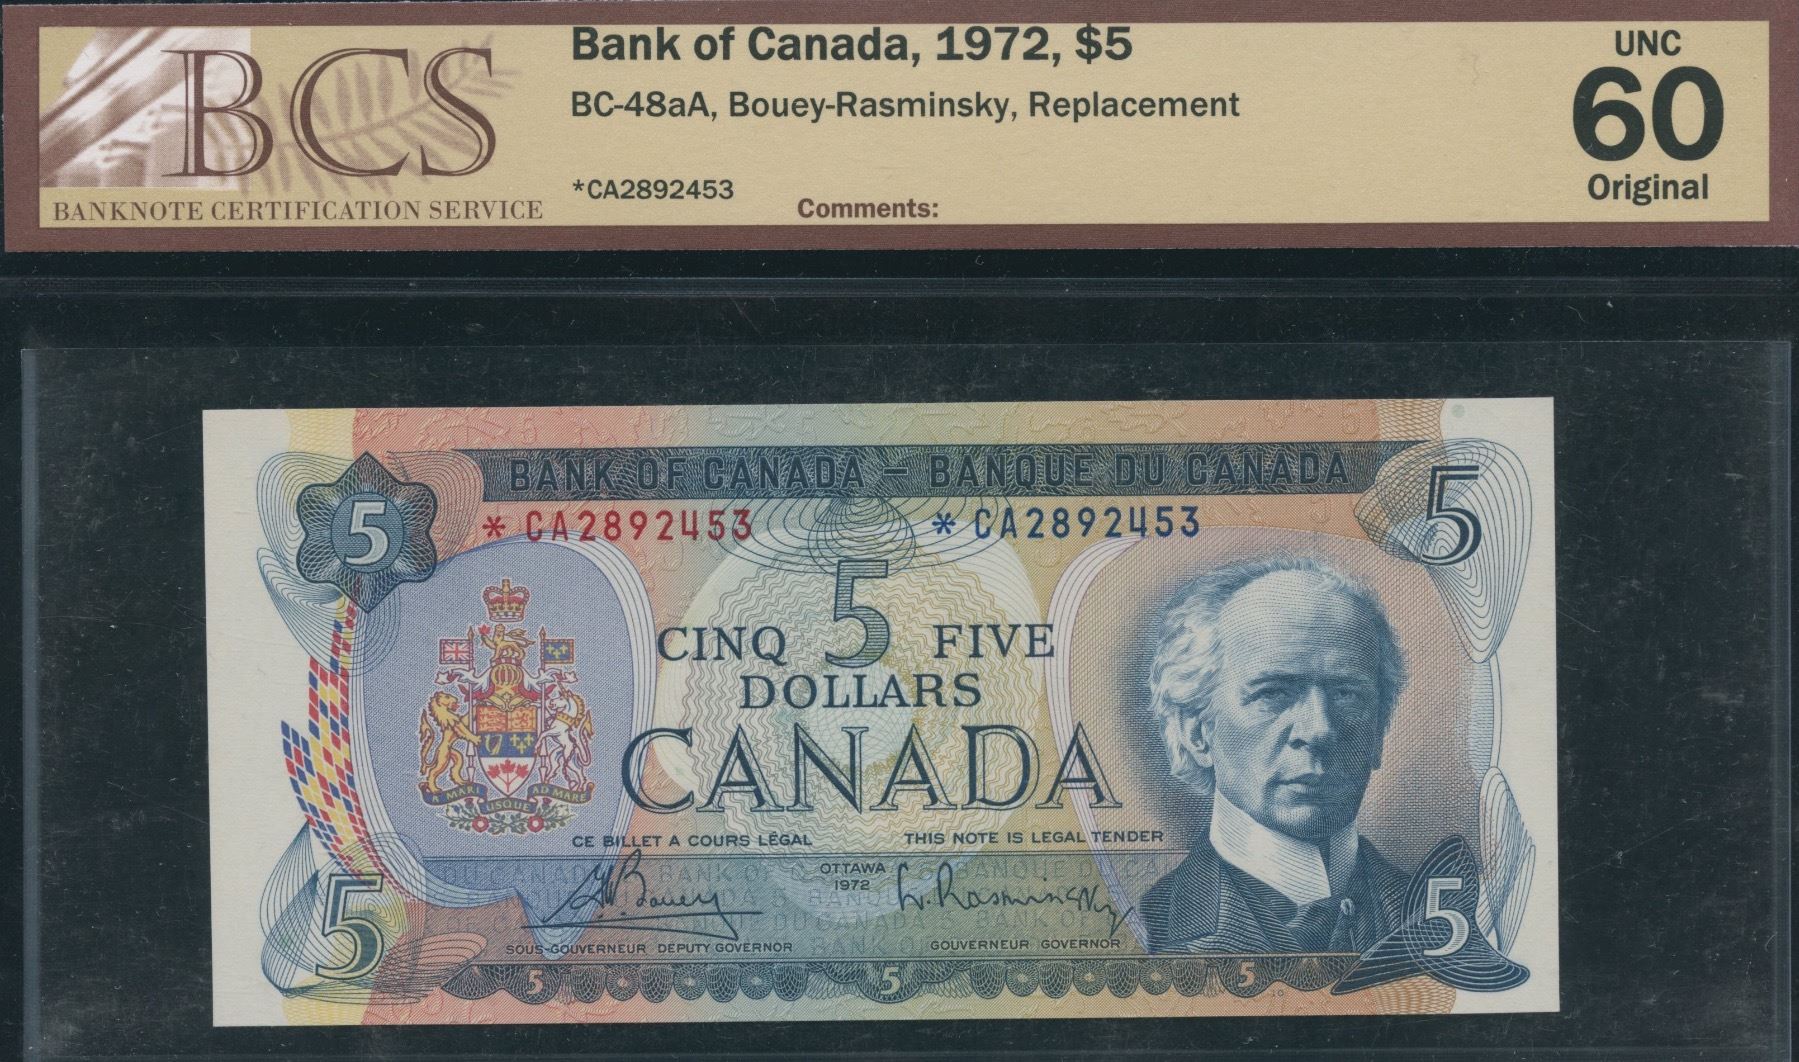 BCS
BANKNOTE CERTIFICATION SERVICE
Bank of Canada, 1972, $5
BC-48aA, Bouey-Rasminsky, Replacement
*CA2892453
Comments:
UNC
60
Original
BANK OF CANADA – BANQUE DU CANADA
5
5
* CA2892453
* CA2892453
5
CINQ FIVE
DOLLARS
CANADA
A MARI USQUE AD MARE
CE BILLET A COURS LÉGAL
THIS NOTE IS LEGAL TENDER
OTTAWA
1972
G.K. Bouey
L. Rasminsky
SOUS-GOUVERNEUR DEPUTY GOVERNOR
GOUVERNEUR GOVERNOR
5
5
5 5 5